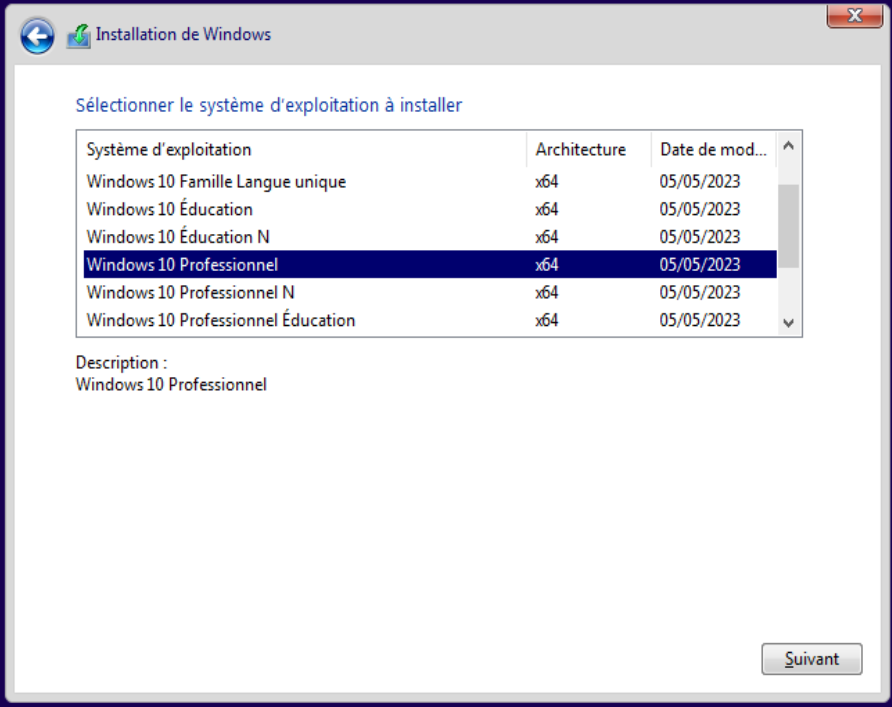 Installation de Windows
X
Sélectionner le système d'exploitation à installer
Système d'exploitation Architecture Date de mod...
Windows 10 Famille Langue unique x64 05/05/2023
Windows 10 Éducation x64 05/05/2023
Windows 10 Éducation N x64 05/05/2023
Windows 10 Professionnel x64 05/05/2023
Windows 10 Professionnel N x64 05/05/2023
Windows 10 Professionnel Éducation x64 05/05/2023
Description :
Windows 10 Professionnel
Suivant